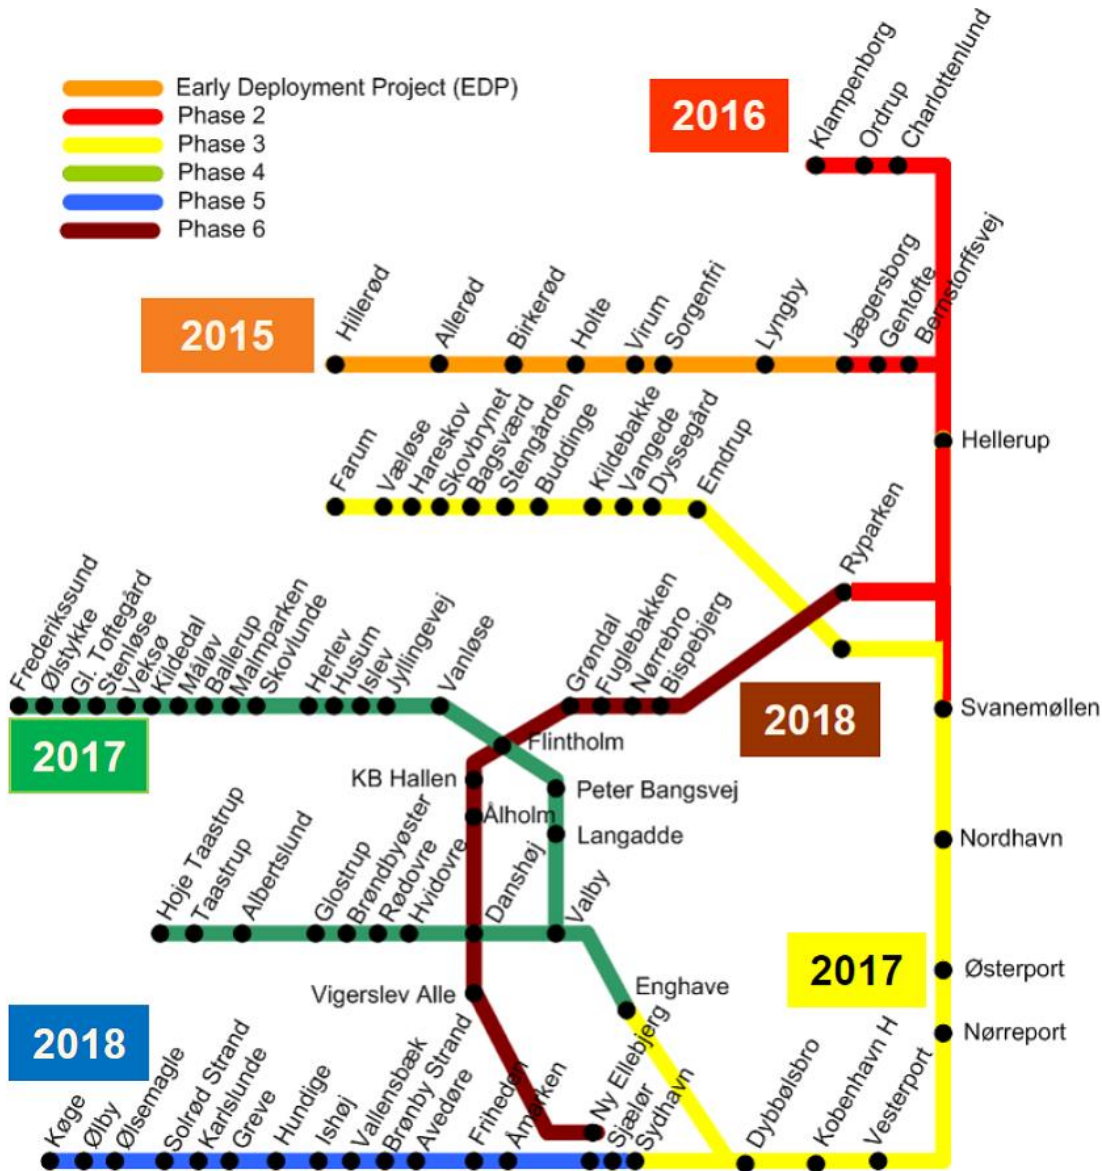 Early Deployment Project (EDP)
Phase 2
Phase 3
Phase 4
Phase 5
Phase 6
2016
Klampenborg
Ordrup
Charlottenlund
2015
Hillerød
Allerød
Birkerød
Holte
Virum
Sorgenfri
Lyngby
Jægersborg
Gentofte
Bernstorffsvej
Hellerup
Farum
Væløse
Hareskov
Skovbrynet
Bagsværd
Stengården
Buddinge
Kildebakke
Vangede
Dyssegård
Emdrup
Ryparken
Frederikssund
Ølstykke
Gl. Toftegård
Stenløse
Veksø
Kildedal
Måløv
Ballerup
Malmparken
Skovlunde
Herlev
Husum
Islev
Jyllingevej
Vanløse
Grøndal
Fuglebakken
Nørrebro
Bispebjerg
2018
Svanemøllen
2017
Flintholm
KB Hallen
Peter Bangsvej
Ålholm
Langadde
Nordhavn
Hoje Taastrup
Taastrup
Albertslund
Glostrup
Brøndbyøster
Rødovre
Hvidovre
Danshøj
Valby
2017
Østerport
Vigerslev Alle
Enghave
Nørreport
2018
Køge
Ølby
Ølsemagle
Solrød Strand
Karlslunde
Greve
Hundige
Ishøj
Vallensbæk
Brønby Strand
Avedøre
Friheden
Åmarken
Ny Ellebjerg
Sjælør
Sydhavn
Dybbølsbro
Kobenhavn H
Vesterport